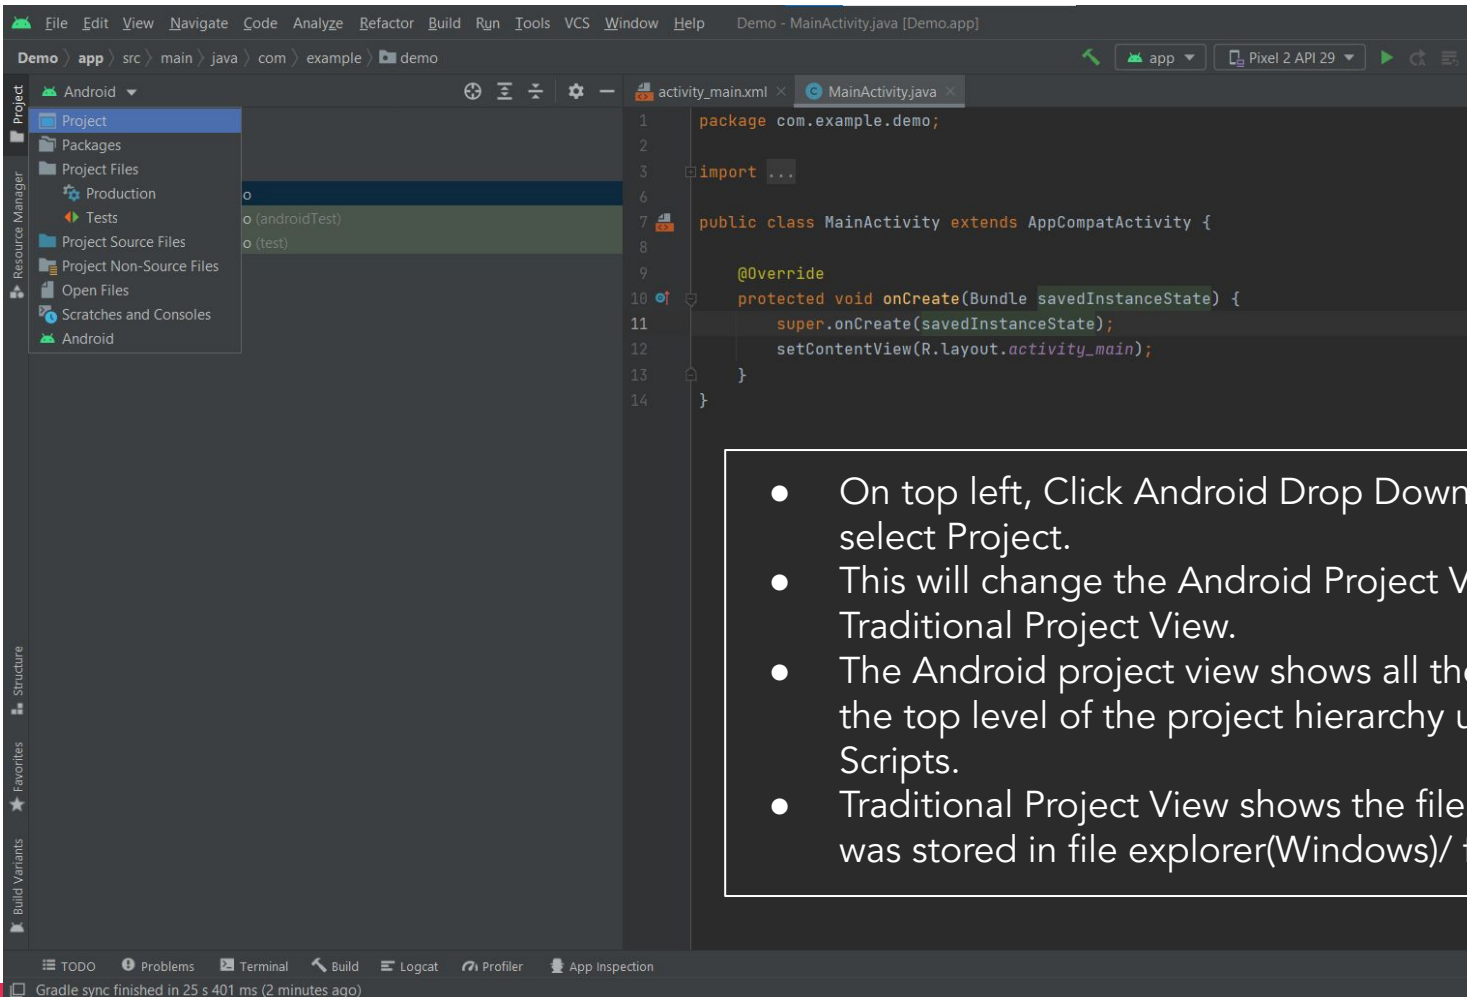 File Edit View Navigate Code Analyze Refactor Build Run Tools VCS Window Help Demo - MainActivity.java [Demo.app]
Demo app src main java com example demo
app Pixel 2 API 29
Project
Resource Manager
Structure
Favorites
Build Variants
Android
Project
Packages
Project Files
Production
Tests
Project Source Files
Project Non-Source Files
Open Files
Scratches and Consoles
Android
o
o (androidTest)
o (test)
activity_main.xml MainActivity.java
1 package com.example.demo;
2
3 import ...
6
7 public class MainActivity extends AppCompatActivity {
8
9 @Override
10 protected void onCreate(Bundle savedInstanceState) {
11 super.onCreate(savedInstanceState);
12 setContentView(R.layout.activity_main);
13 }
14 }
● On top left, Click Android Drop Down
select Project.
● This will change the Android Project V
Traditional Project View.
● The Android project view shows all the
the top level of the project hierarchy u
Scripts.
● Traditional Project View shows the file
was stored in file explorer(Windows)/
TODO Problems Terminal Build Logcat Profiler App Inspection
Gradle sync finished in 25 s 401 ms (2 minutes ago)